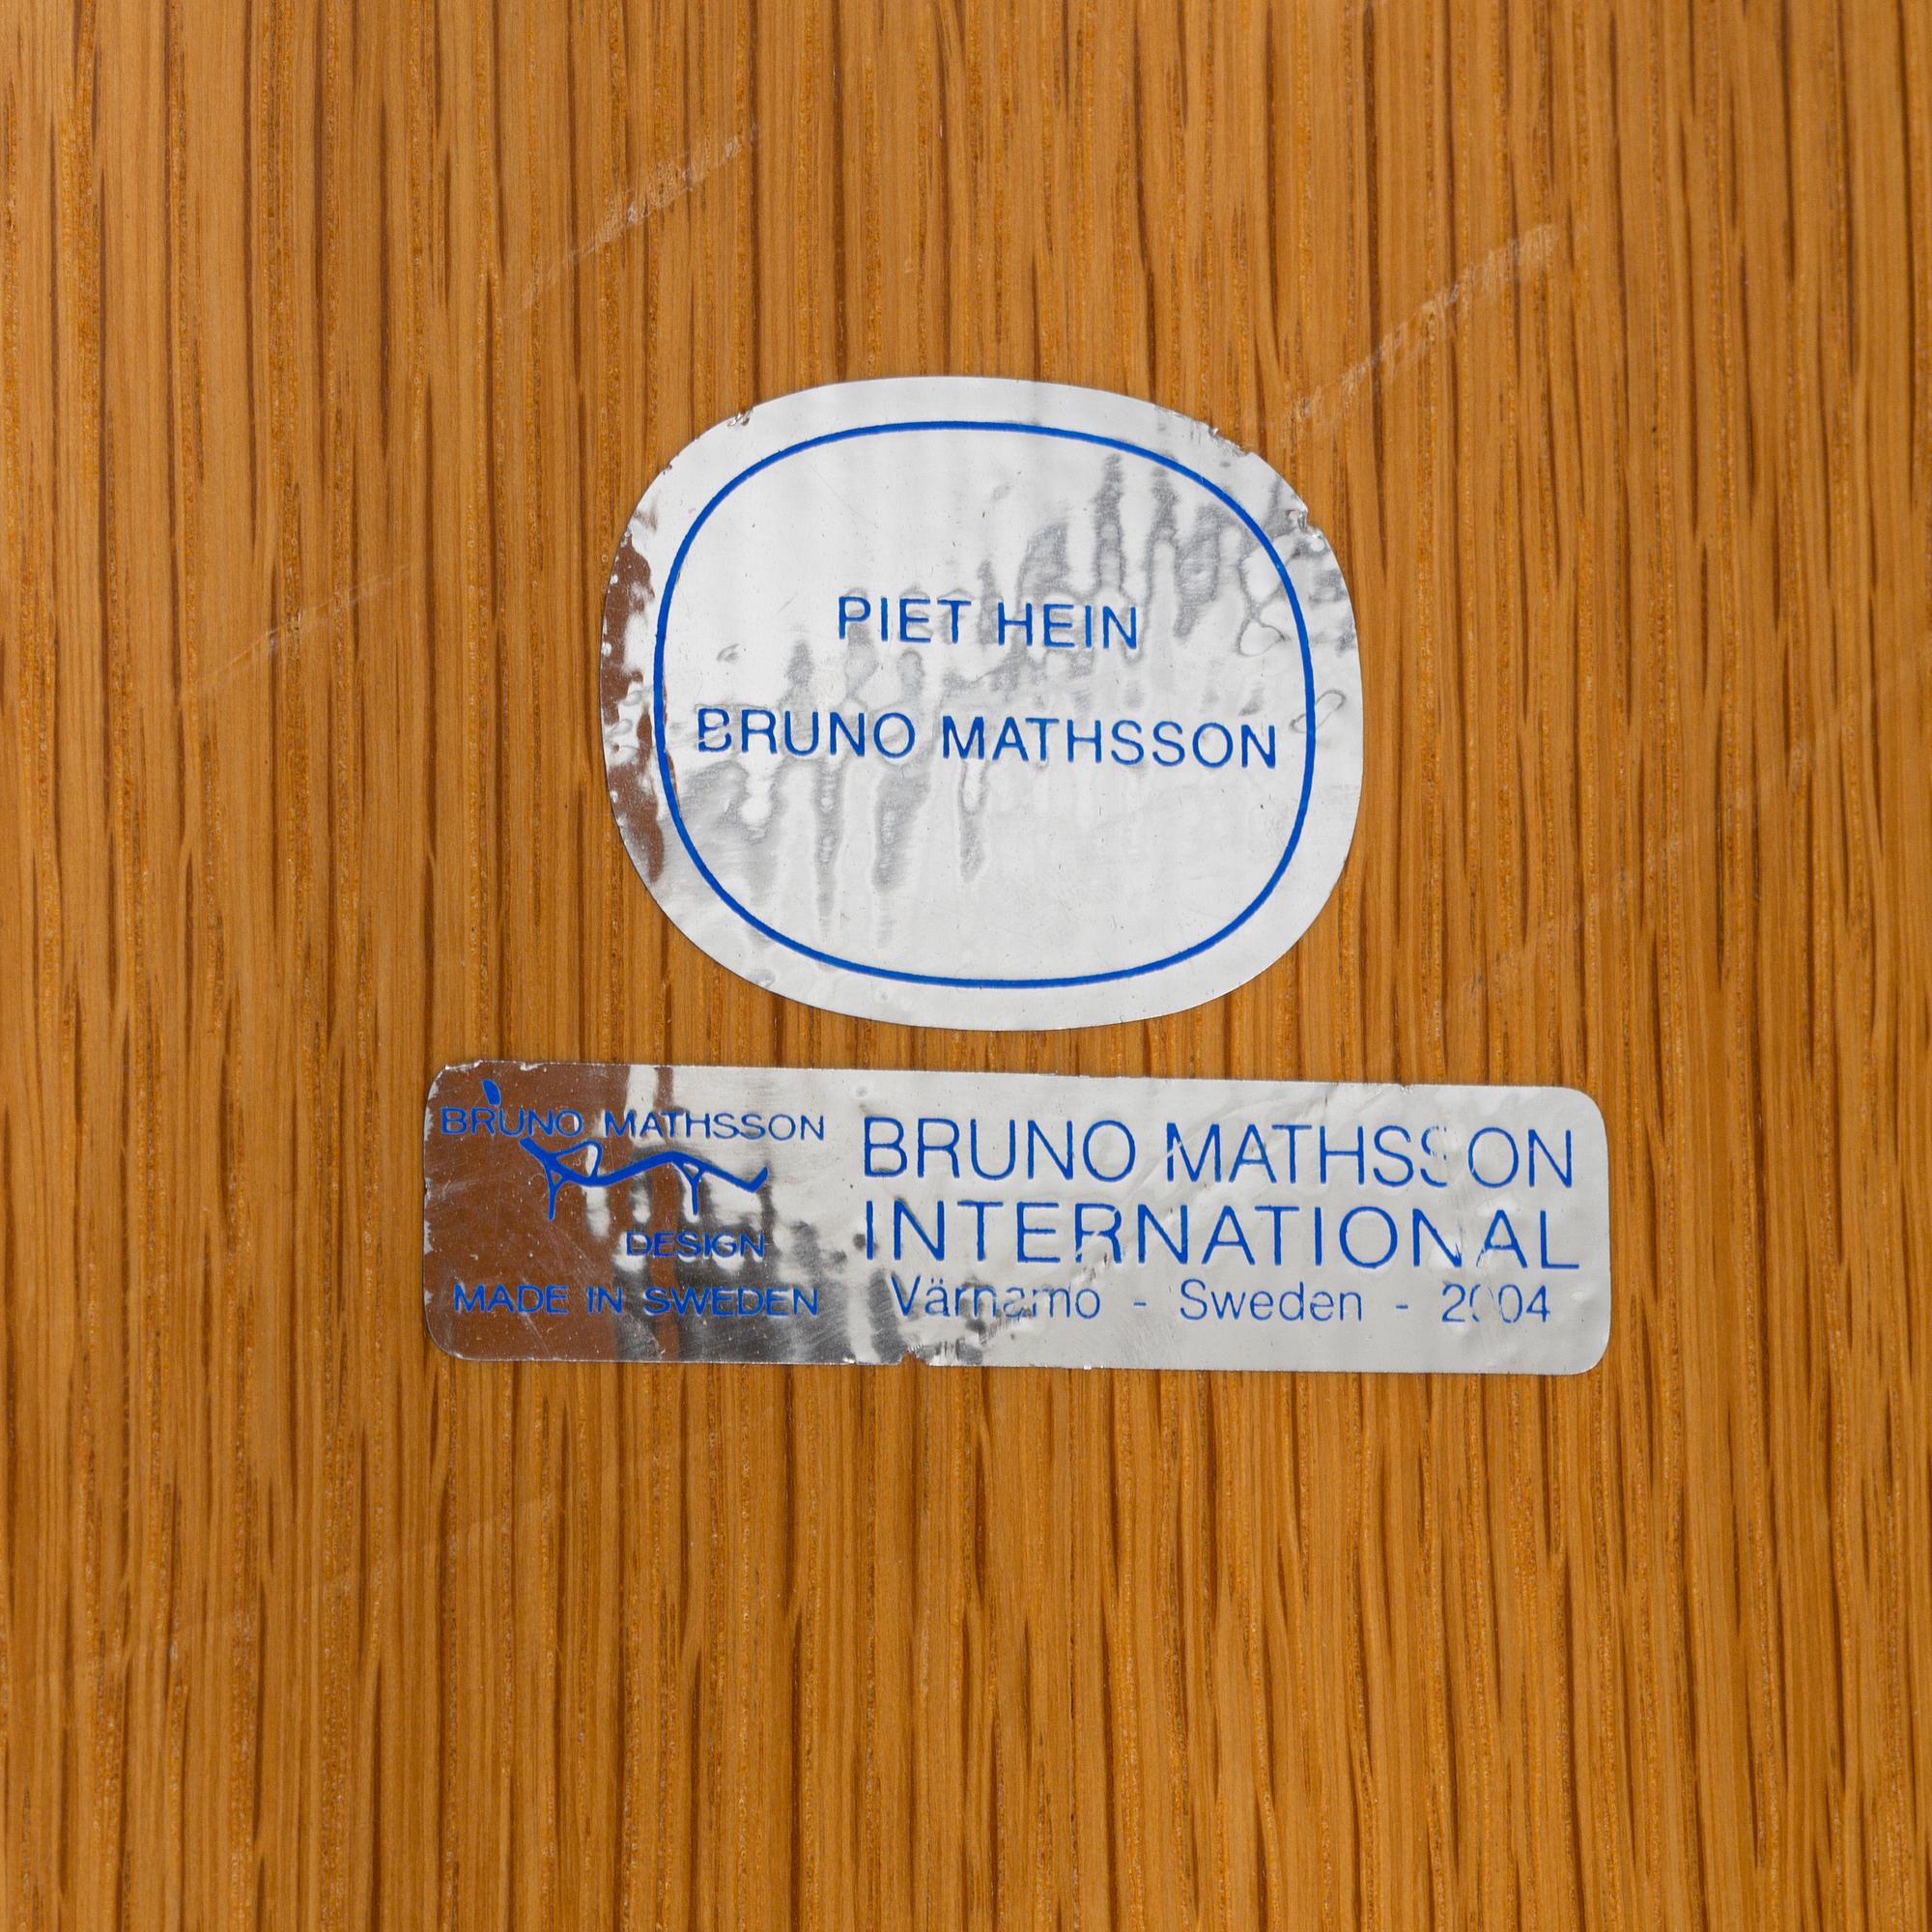 PIET HEIN
BRUNO MATHSSON
BRUNO MATHSSON
DESIGN
MADE IN SWEDEN
BRUNO MATHSSON
INTERNATIONAL
Värnamo - Sweden - 2004